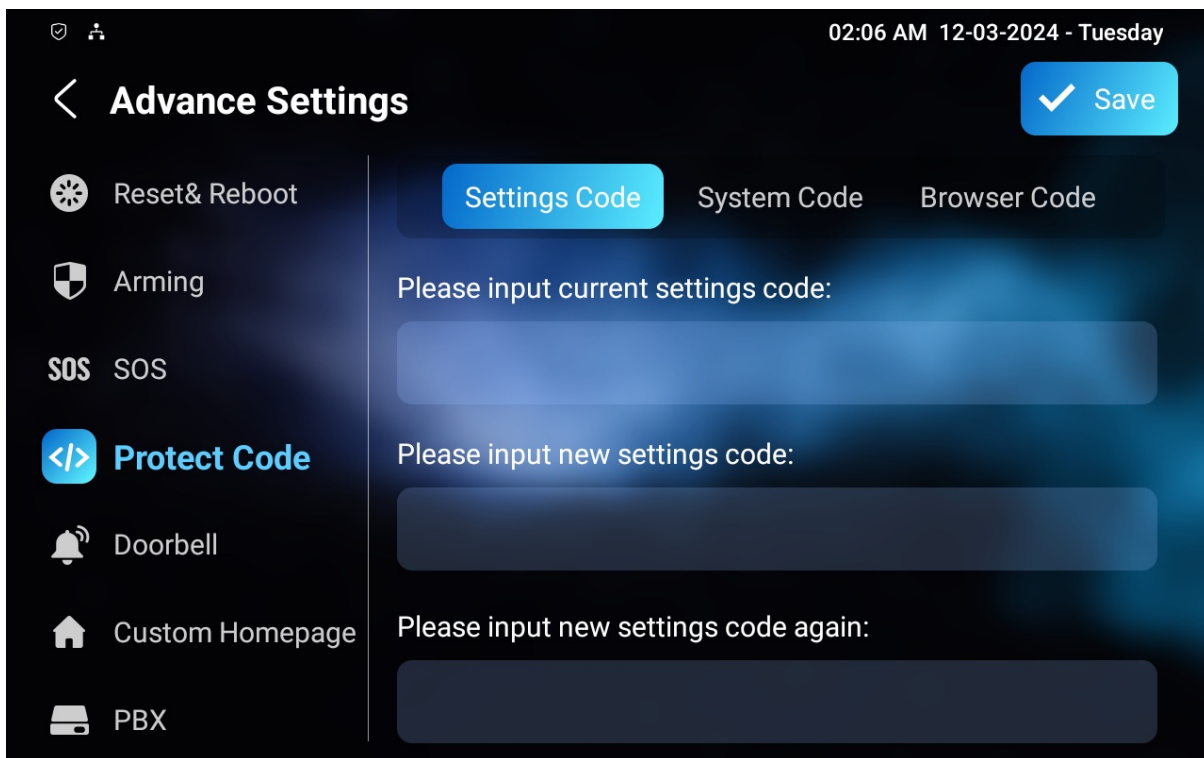 02:06 AM 12-03-2024 - Tuesday
Advance Settings
Save
Reset& Reboot
Arming
SOS SOS
</> Protect Code
Doorbell
Custom Homepage
PBX
Settings Code System Code Browser Code
Please input current settings code:
Please input new settings code:
Please input new settings code again: